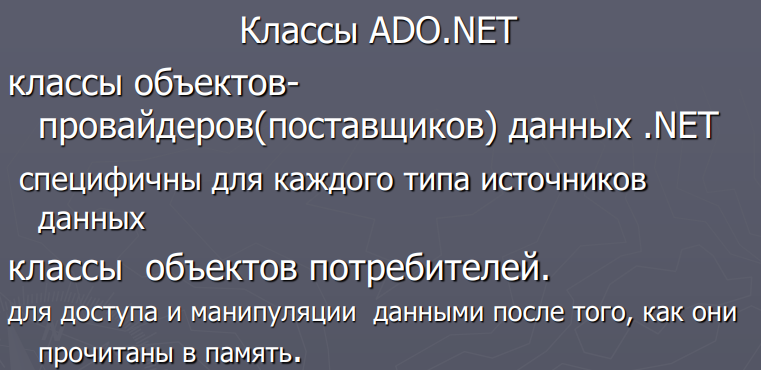 Классы ADO.NET
классы объектов-
провайдеров(поставщиков) данных .NET
специфичны для каждого типа источников
данных
классы объектов потребителей.
для доступа и манипуляции данными после того, как они
прочитаны в память.